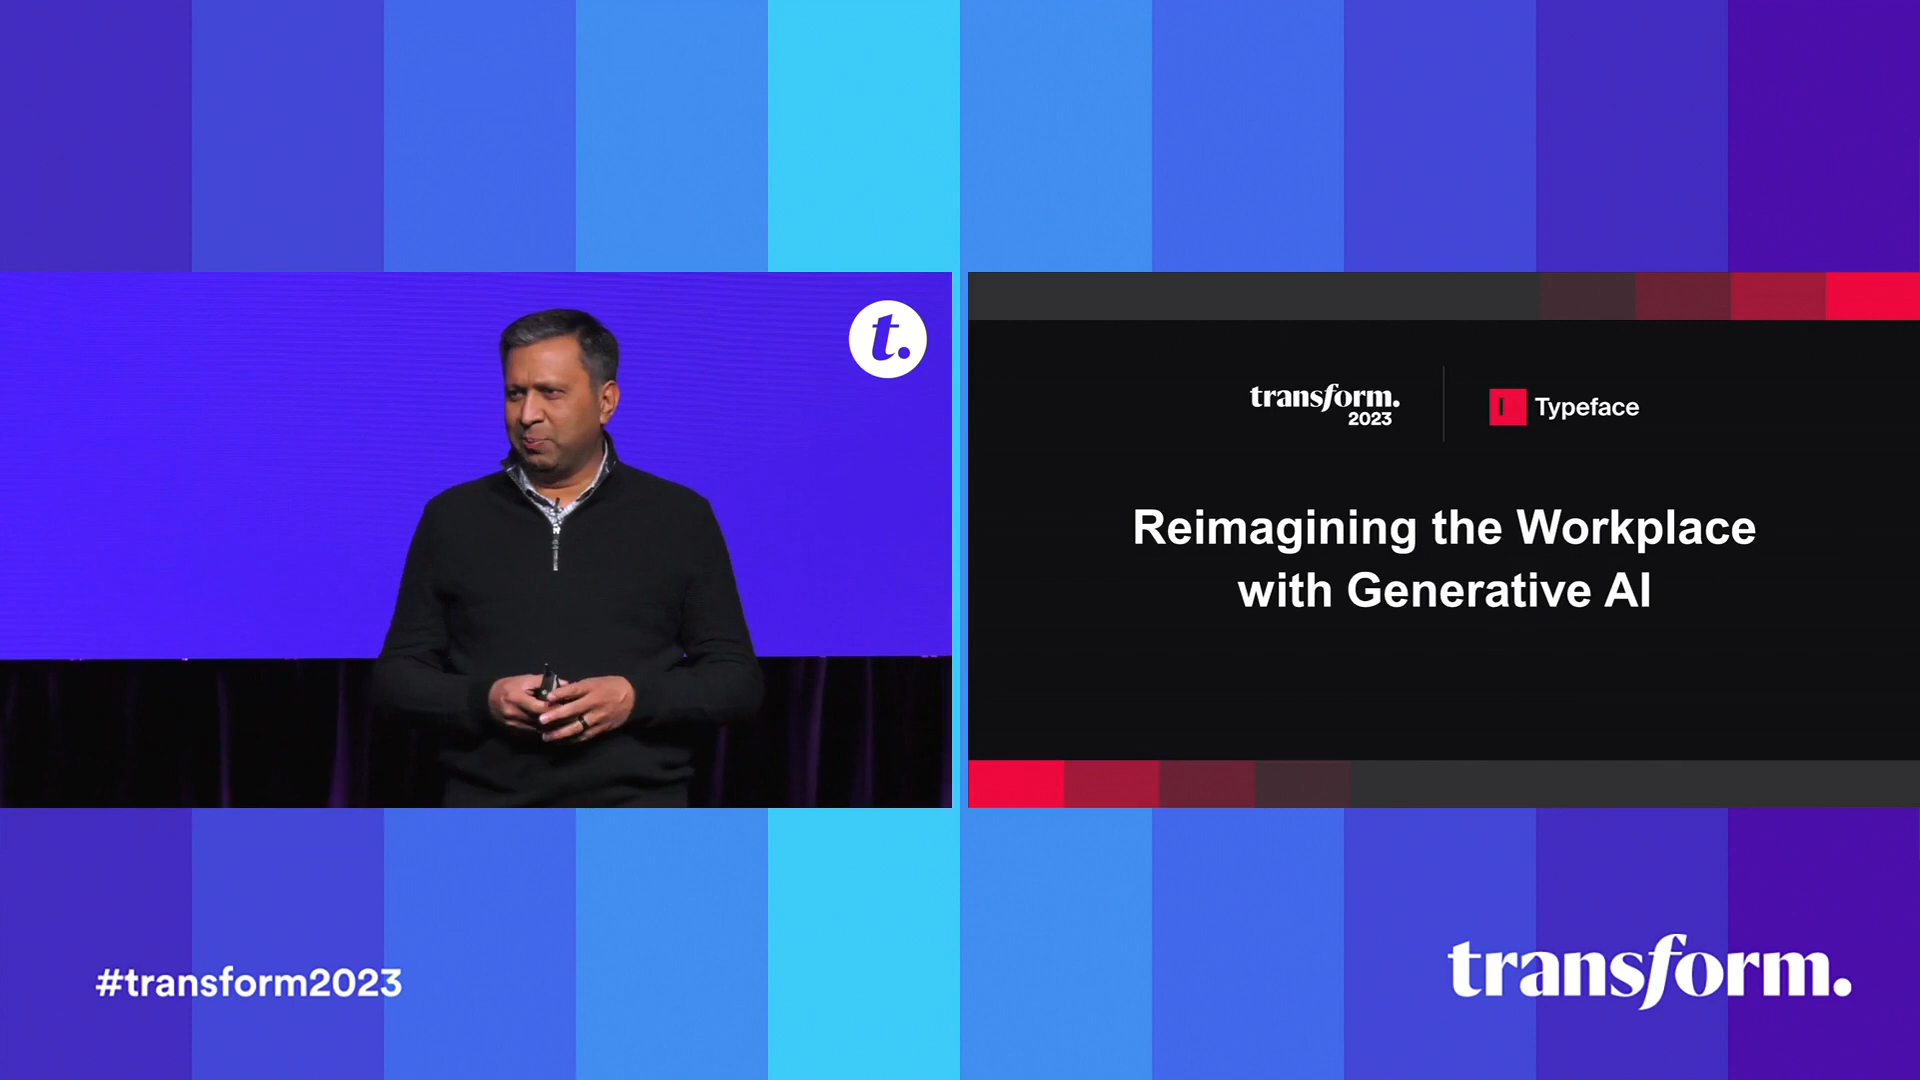 t.
transform.
2023
Typeface
Reimagining the Workplace
with Generative AI
#transform2023
transform.